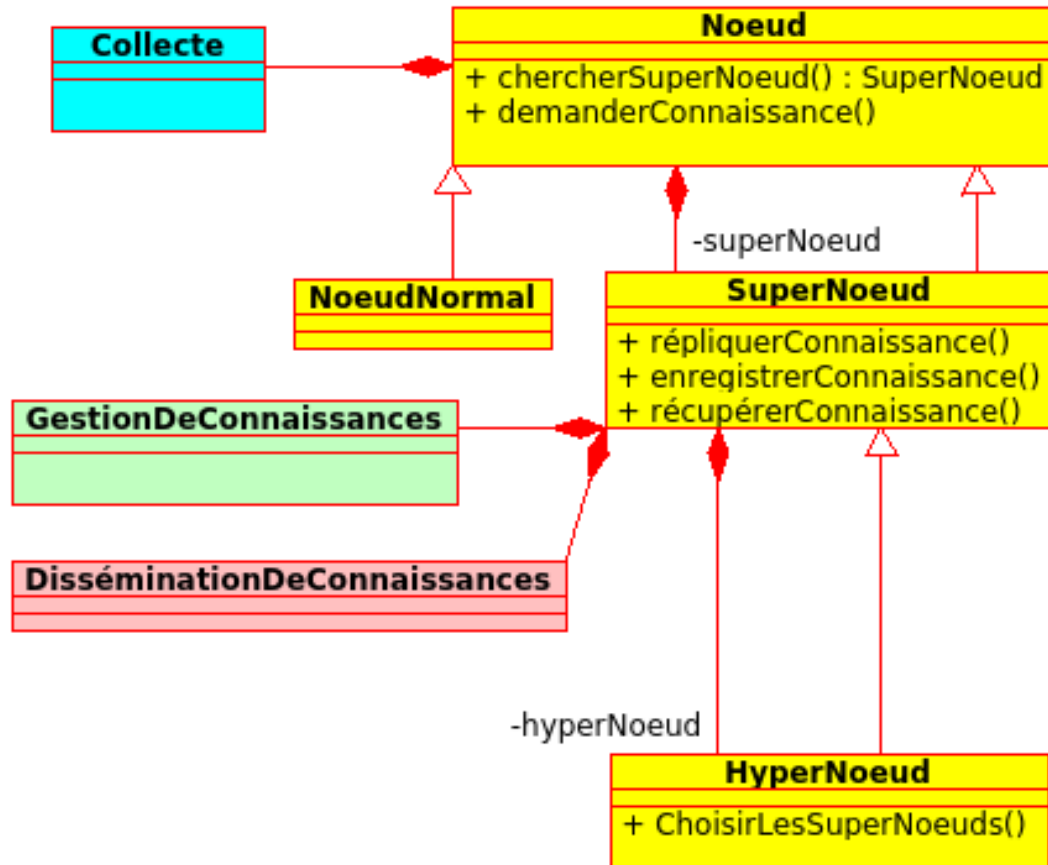 Collecte
Noeud
+ chercherSuperNoeud() : SuperNoeud
+ demanderConnaissance()
-superNoeud
NoeudNormal
SuperNoeud
+ répliquerConnaissance()
+ enregistrerConnaissance()
+ récupérerConnaissance()
GestionDeConnaissances
DisséminationDeConnaissances
-hyperNoeud
HyperNoeud
+ ChoisirLesSuperNoeuds()